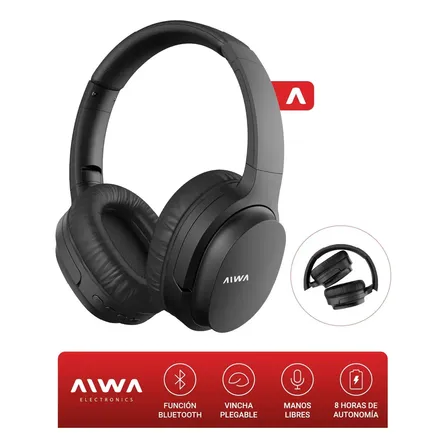 AIWA
AIWA
ELECTRONICS
FUNCIÓN
BLUETOOTH
VINCHA
PLEGABLE
MANOS
LIBRES
8 HORAS DE
AUTONOMÍA